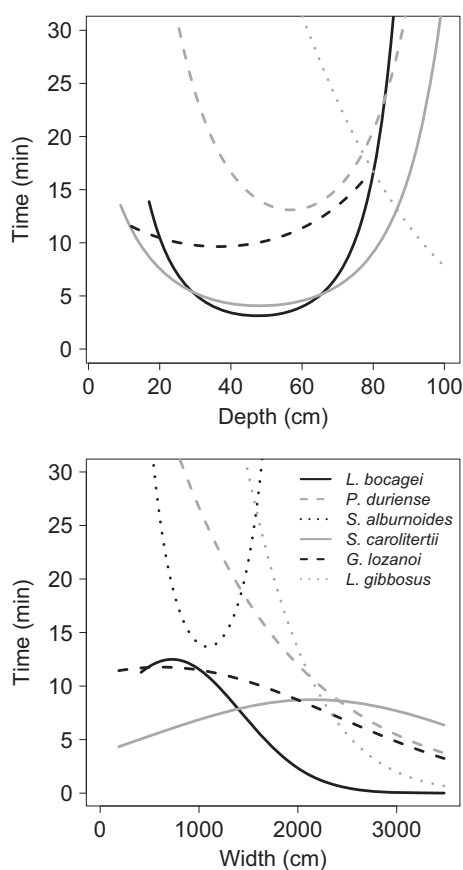 30
25
20
15
10
5
0
Time (min)
0 20 40 60 80 100
Depth (cm)
30
25
20
15
10
5
0
Time (min)
L. bocagei
P. duriense
S. alburnoides
S. carolitertii
G. lozanoi
L. gibbosus
0 1000 2000 3000
Width (cm)